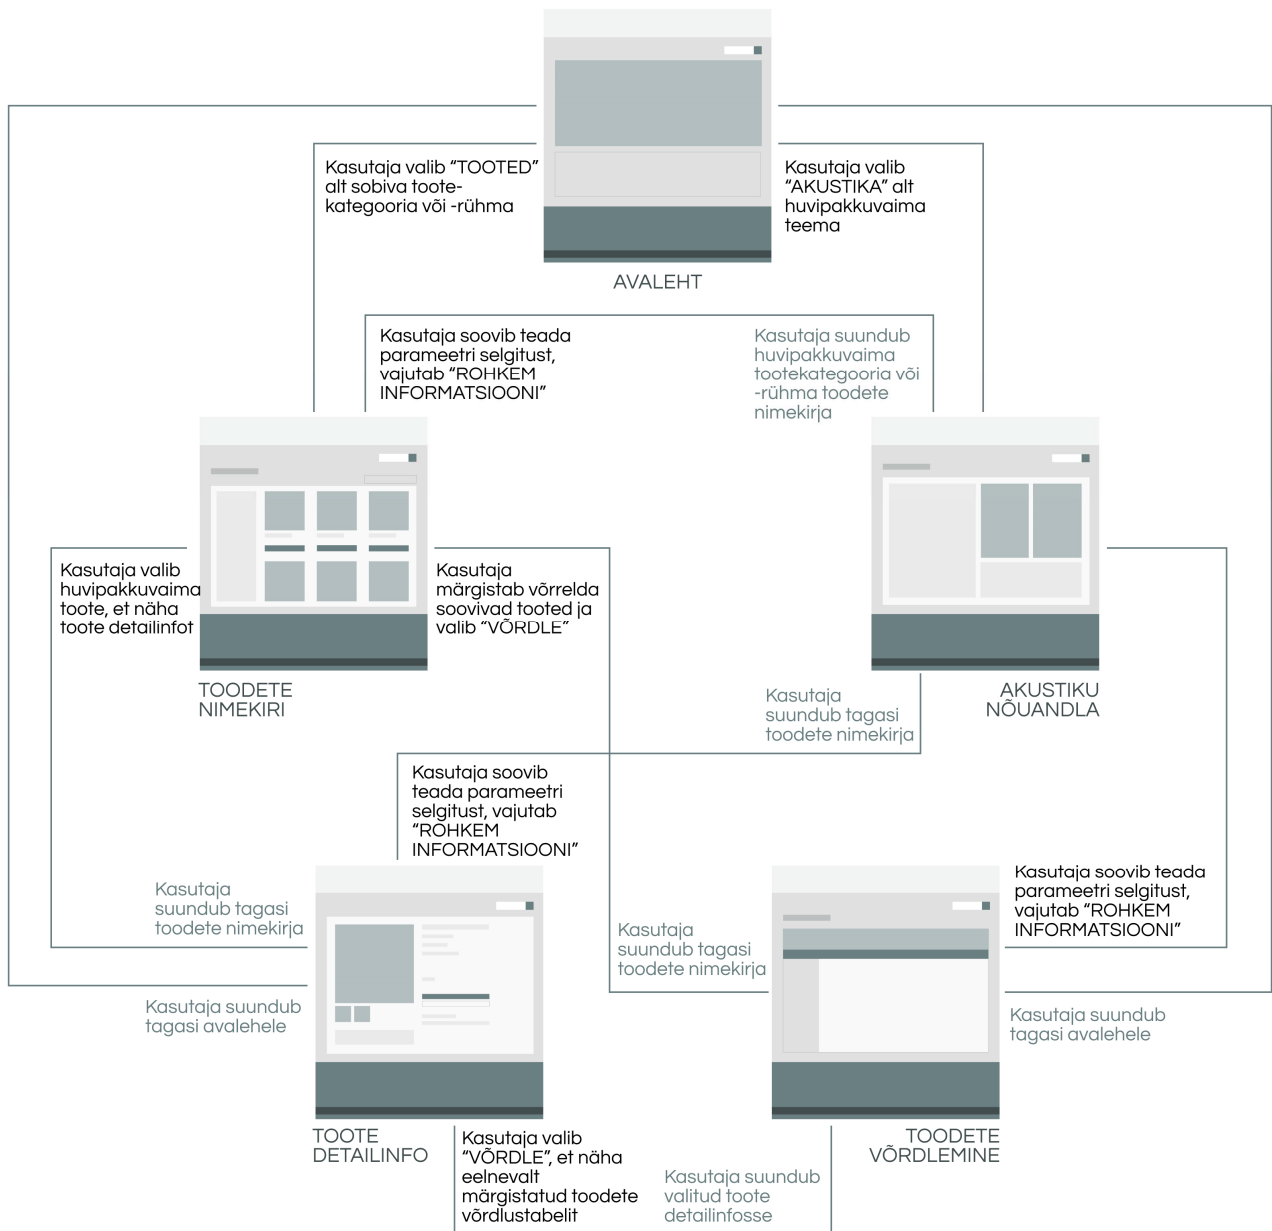 Kasutaja valib “TOOTED”
alt sobiva toote-
kategooria või -rühma
Kasutaja valib
“AKUSTIKA” alt
huvipakkuvaima
teema
AVALEHT
Kasutaja soovib teada
parameetri selgitust,
vajutab “ROHKEM
INFORMATSIOONI”
Kasutaja suundub
huvipakkuvaima
tootekategooria või
-rühma toodete
nimekirja
Kasutaja valib
huvipakkuvaima
toote, et näha
toote detailinfot
Kasutaja
märgistab võrrelda
soovivad tooted ja
valib “VÕRDLE”
TOODETE
NIMEKIRI
AKUSTIKU
NÕUANDLA
Kasutaja
suundub tagasi
toodete nimekirja
Kasutaja soovib
teada parameetri
selgitust, vajutab
“ROHKEM
INFORMATSIOONI”
Kasutaja
suundub tagasi
toodete nimekirja
Kasutaja suundub
tagasi avalehele
Kasutaja
suundub tagasi
toodete nimekirja
Kasutaja soovib teada
parameetri selgitust,
vajutab “ROHKEM
INFORMATSIOONI”
Kasutaja suundub
tagasi avalehele
TOOTE
DETAILINFO
Kasutaja valib
“VÕRDLE”, et näha
eelnevalt
märgistatud toodete
võrdlustabelit
Kasutaja suundub
valitud toote
detailinfosse
TOODETE
VÕRDLEMINE